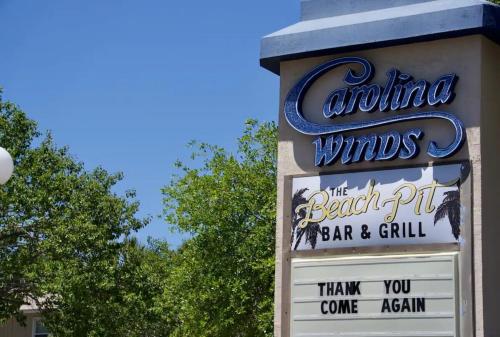 Carolina
Winds
THE
Beach Pit
BAR & GRILL
THANK YOU
COME AGAIN